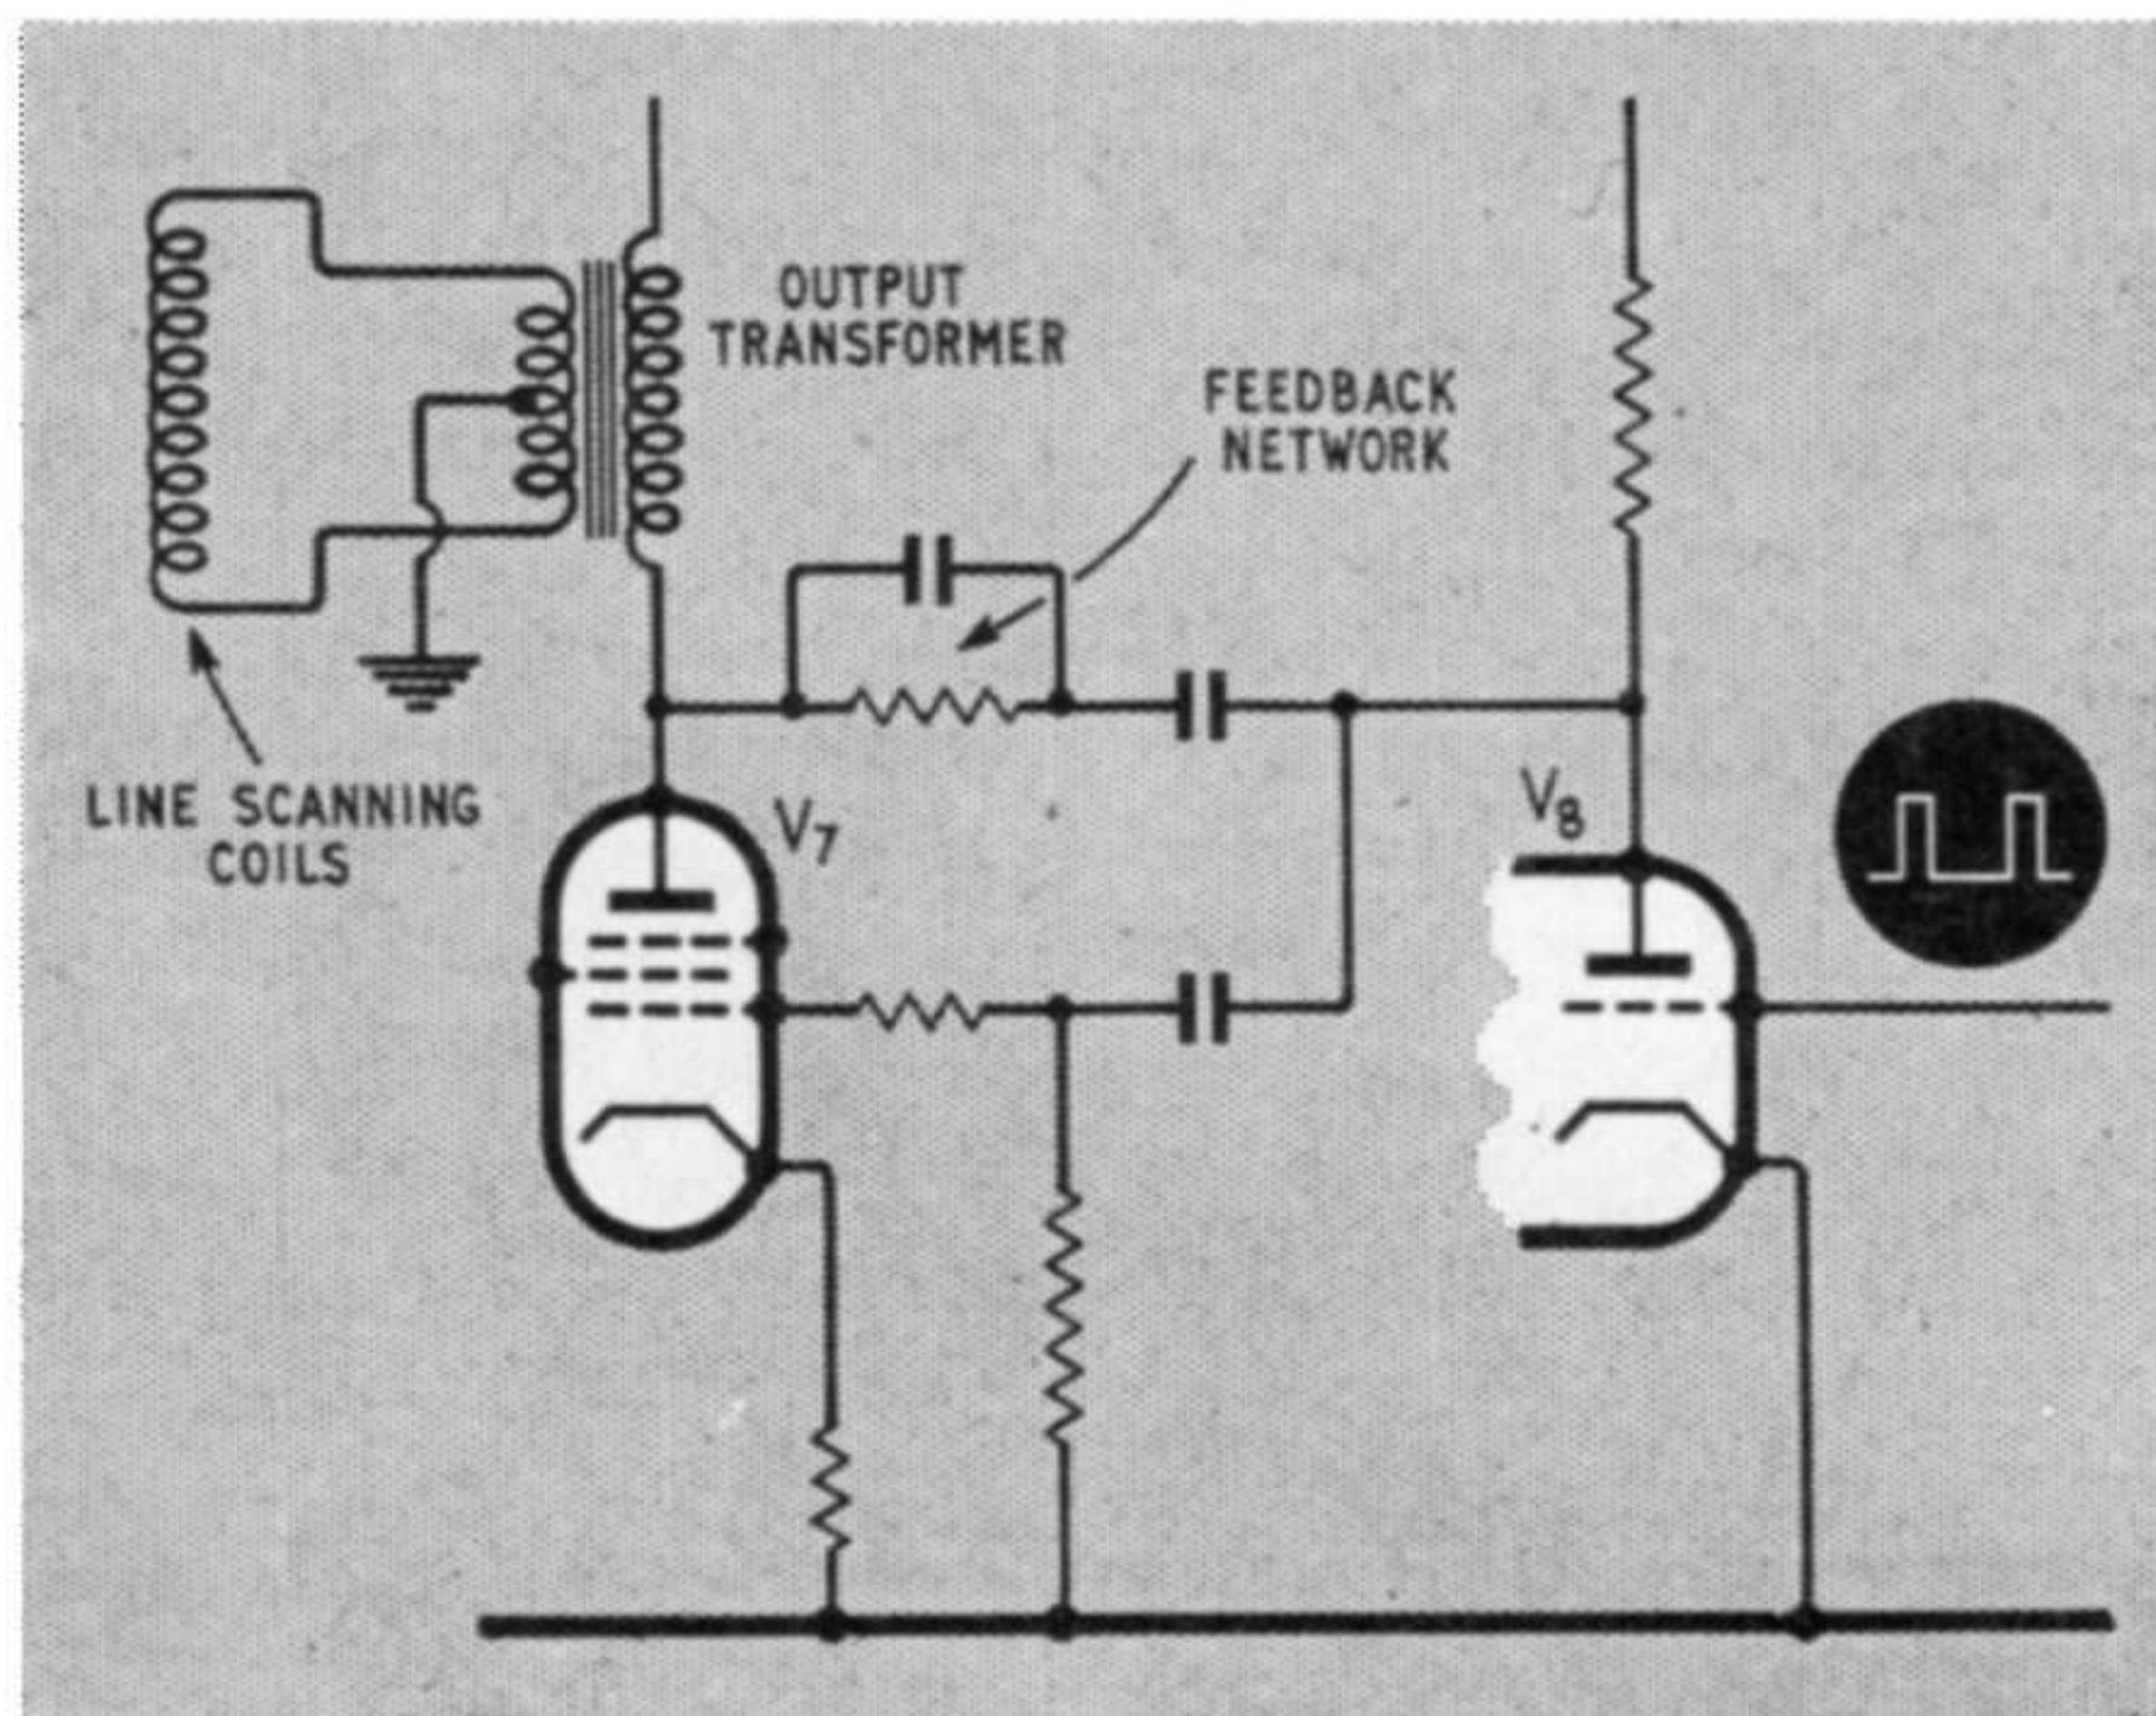 OUTPUT
TRANSFORMER
FEEDBACK
NETWORK
LINE SCANNING
COILS
V7
V8